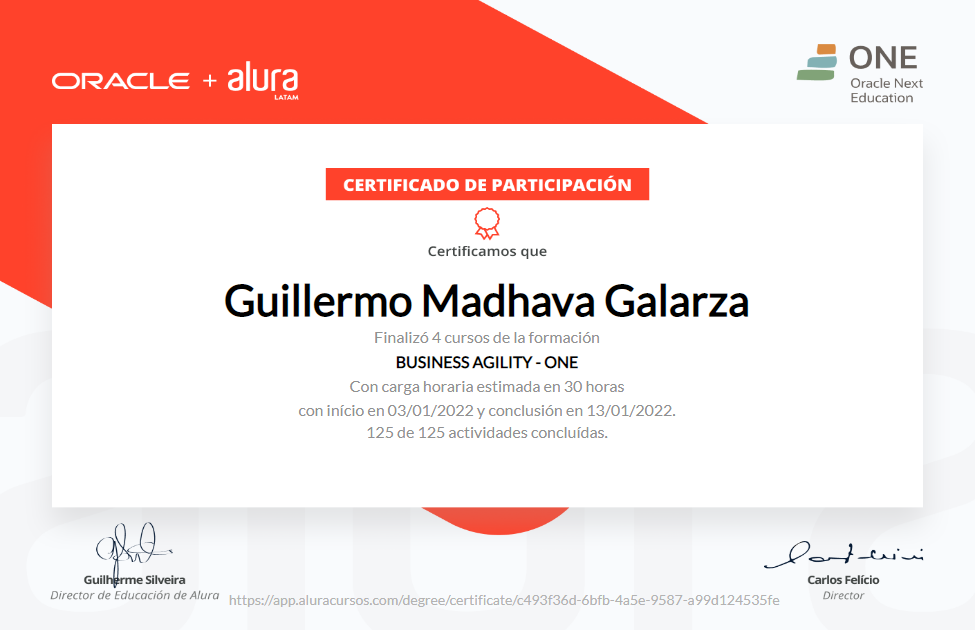 ORACLE + alura
LATAM
ONE
Oracle Next
Education
CERTIFICADO DE PARTICIPACIÓN
Certificamos que
Guillermo Madhava Galarza
Finalizó 4 cursos de la formación
BUSINESS AGILITY - ONE
Con carga horaria estimada en 30 horas
con início en 03/01/2022 y conclusión en 13/01/2022.
125 de 125 actividades concluídas.
Guilherme Silveira
Director de Educación de Alura
https://app.aluracursos.com/degree/certificate/c493f36d-6bfb-4a5e-9587-a99d124535fe
Carlos Felício
Director